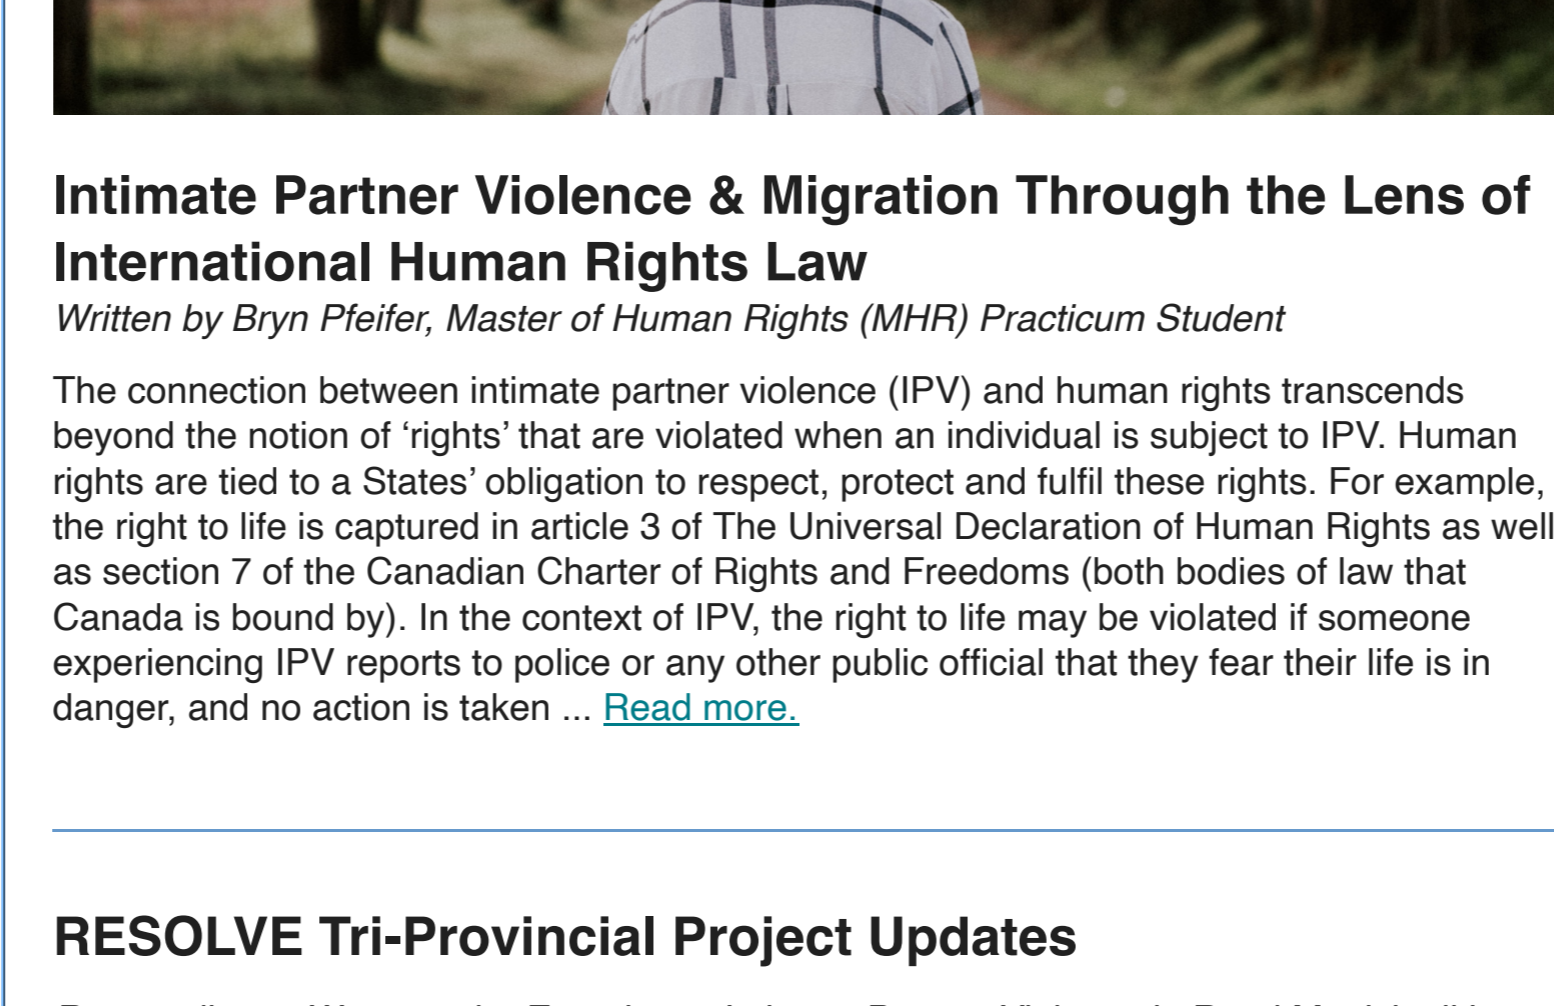 Intimate Partner Violence & Migration Through the Lens of
International Human Rights Law
Written by Bryn Pfeifer, Master of Human Rights (MHR) Practicum Student
The connection between intimate partner violence (IPV) and human rights transcends
beyond the notion of ‘rights’ that are violated when an individual is subject to IPV. Human
rights are tied to a States’ obligation to respect, protect and fulfil these rights. For example,
the right to life is captured in article 3 of The Universal Declaration of Human Rights as well
as section 7 of the Canadian Charter of Rights and Freedoms (both bodies of law that
Canada is bound by). In the context of IPV, the right to life may be violated if someone
experiencing IPV reports to police or any other public official that they fear their life is in
danger, and no action is taken ... Read more.
RESOLVE Tri-Provincial Project Updates